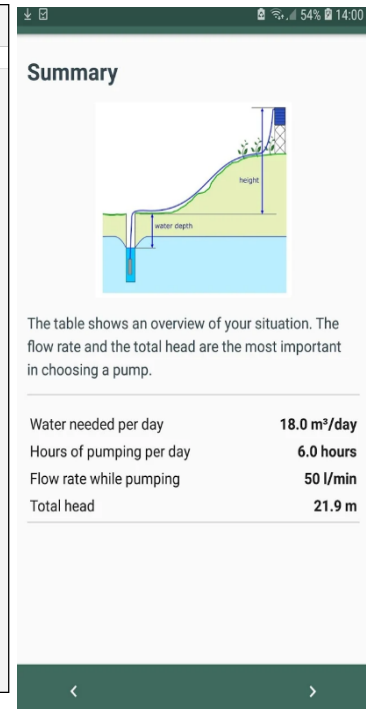 54% 14:00
Summary
height
water depth
The table shows an overview of your situation. The
flow rate and the total head are the most important
in choosing a pump.
Water needed per day 18.0 m³/day
Hours of pumping per day 6.0 hours
Flow rate while pumping 50 l/min
Total head 21.9 m